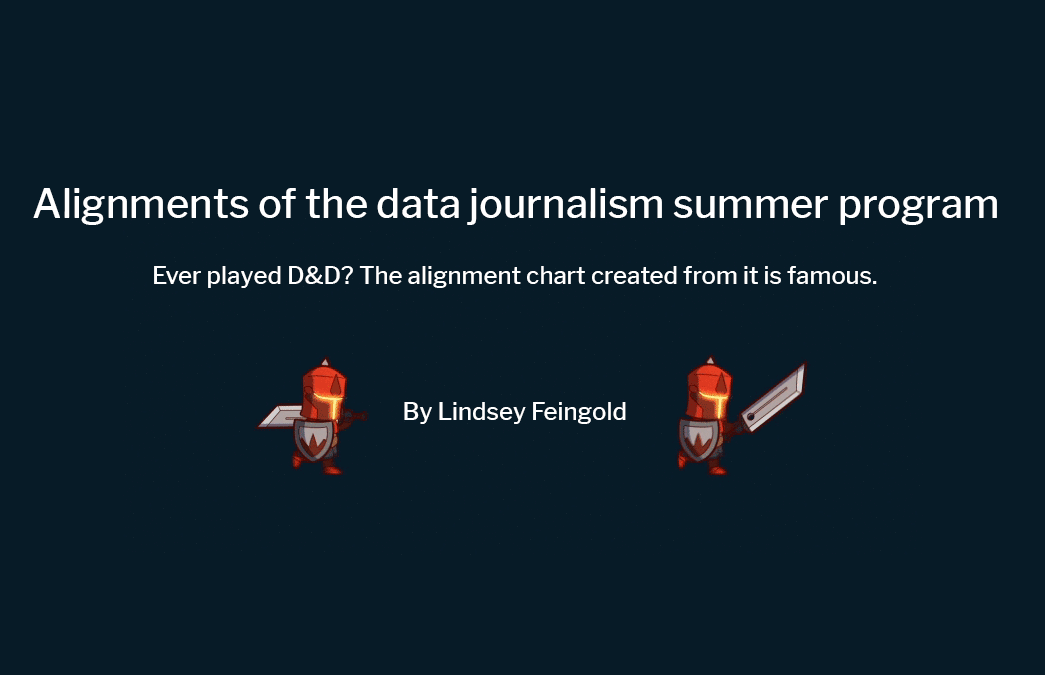 Alignments of the data journalism summer program
Ever played D&D? The alignment chart created from it is famous.
By Lindsey Feingold